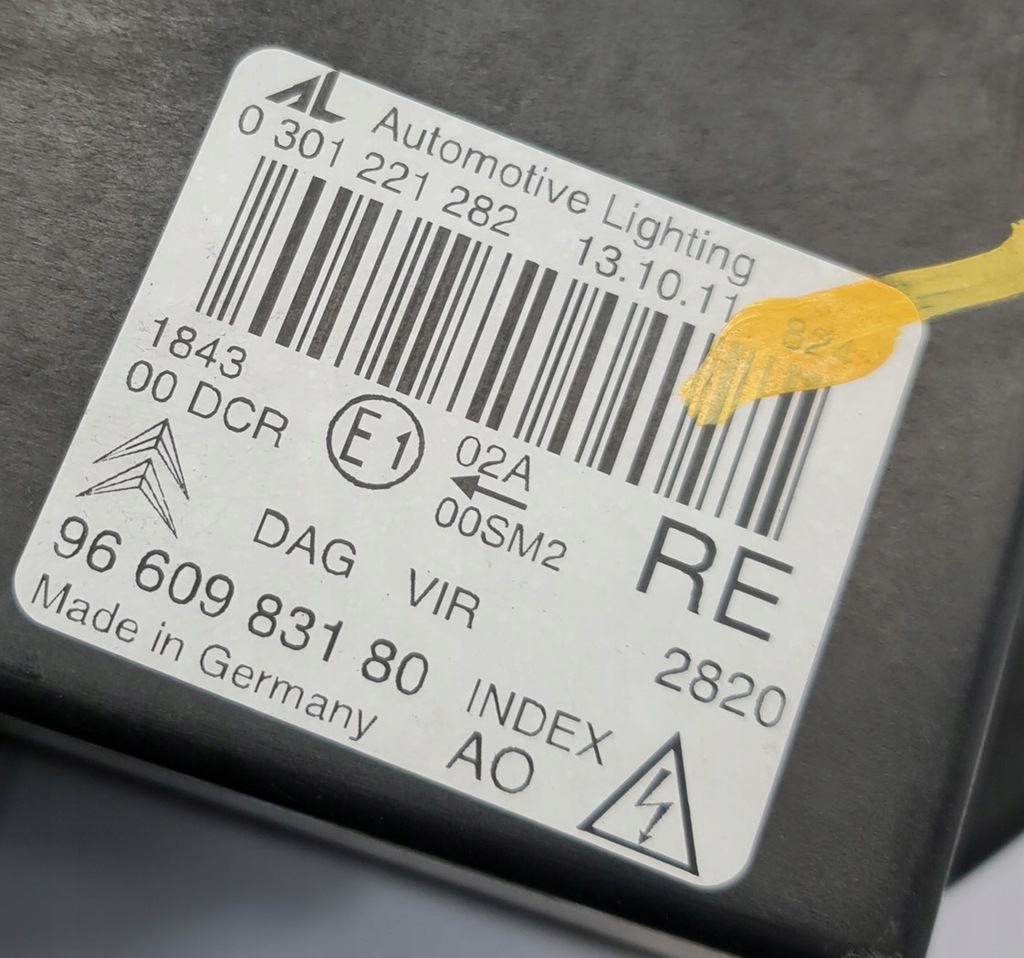 AL Automotive Lighting
0 301 221 282 13.10.11 824
1843
00 DCR E1 02A
00SM2
DAG VIR RE
96 609 831 80 2820
Made in Germany INDEX
AO